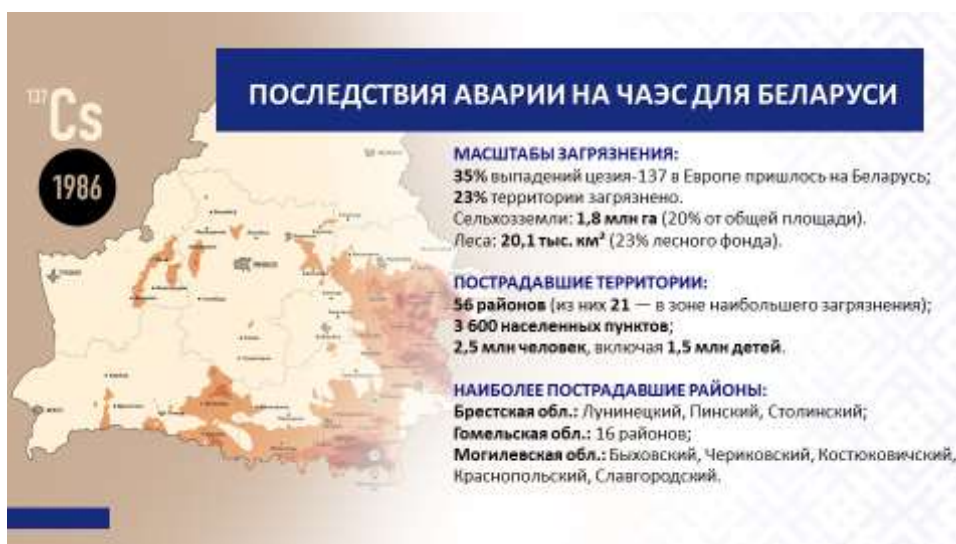 ПОСЛЕДСТВИЯ АВАРИИ НА ЧАЭС ДЛЯ БЕЛАРУСИ
137Cs
1986
МАСШТАБЫ ЗАГРЯЗНЕНИЯ:
35% выпадений цезия-137 в Европе пришлось на Беларусь;
23% территории загрязнено.
Сельхозземли: 1,8 млн га (20% от общей площади).
Леса: 20,1 тыс. км² (23% лесного фонда).
ПОСТРАДАВШИЕ ТЕРРИТОРИИ:
56 районов (из них 21 — в зоне наибольшего загрязнения);
3 600 населенных пунктов;
2,5 млн человек, включая 1,5 млн детей.
НАИБОЛЕЕ ПОСТРАДАВШИЕ РАЙОНЫ:
Брестская обл.: Лунинецкий, Пинский, Столинский;
Гомельская обл.: 16 районов;
Могилевская обл.: Быховский, Чериковский, Костюковичский,
Краснопольский, Славгородский.